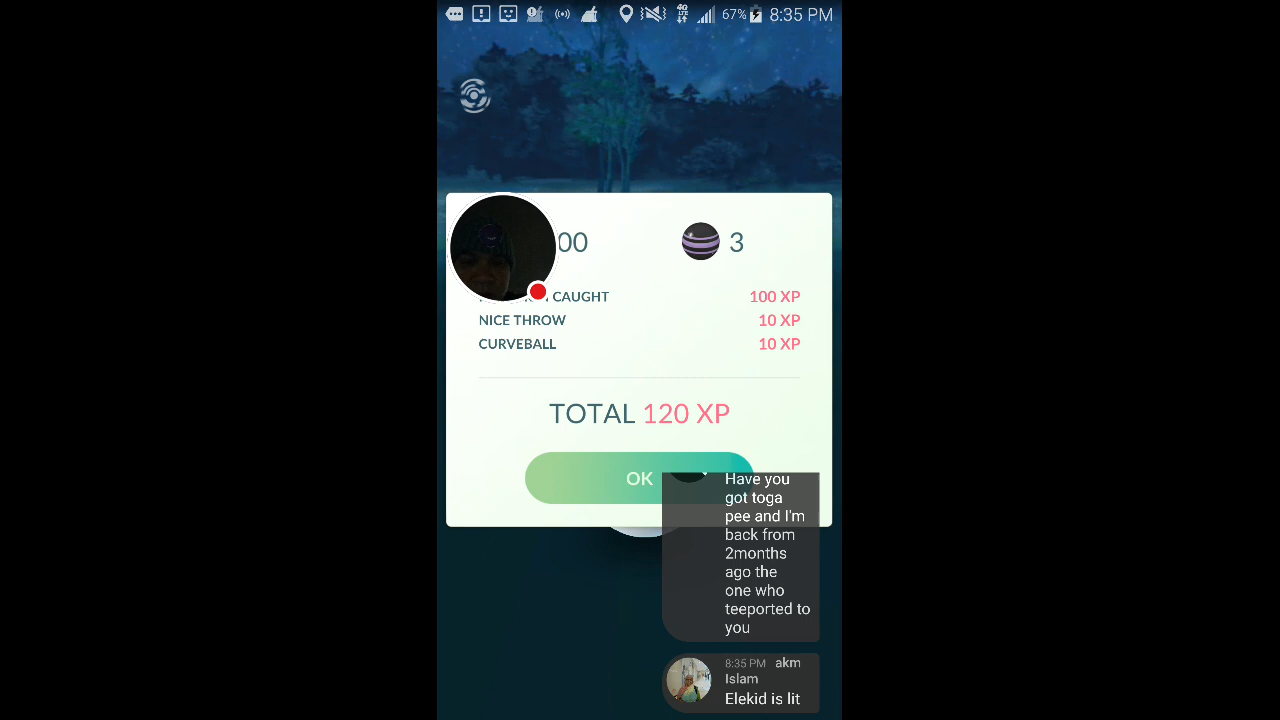 4G LTE 67% 8:35 PM
00 3
CAUGHT 100 XP
NICE THROW 10 XP
CURVEBALL 10 XP
TOTAL 120 XP
OK
Have you
got toga
pee and I'm
back from
2months
ago the
one who
teeported to
you
8:35 PM akm
Islam
Elekid is lit